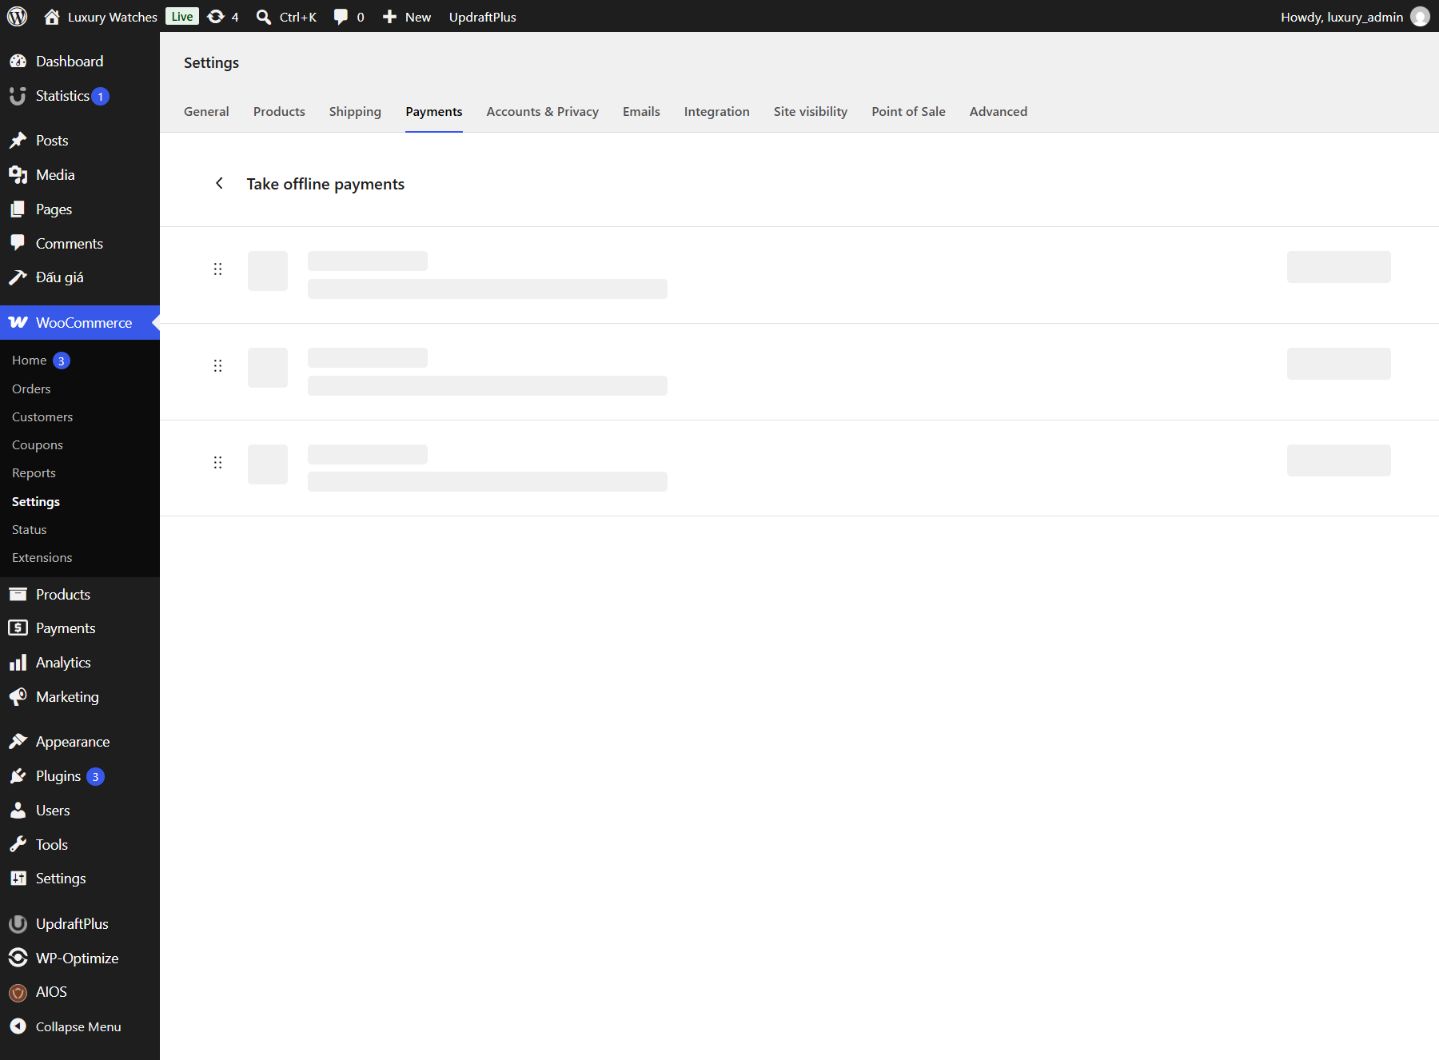 Luxury Watches Live 4 Ctrl+K 0 New UpdraftPlus Howdy, luxury_admin
Dashboard
Statistics 1
Posts
Media
Pages
Comments
Đấu giá
WooCommerce
Home 3
Orders
Customers
Coupons
Reports
Settings
Status
Extensions
Products
Payments
Analytics
Marketing
Appearance
Plugins 3
Users
Tools
Settings
UpdraftPlus
WP-Optimize
AIOS
Collapse Menu
Settings
General Products Shipping Payments Accounts & Privacy Emails Integration Site visibility Point of Sale Advanced
Take offline payments